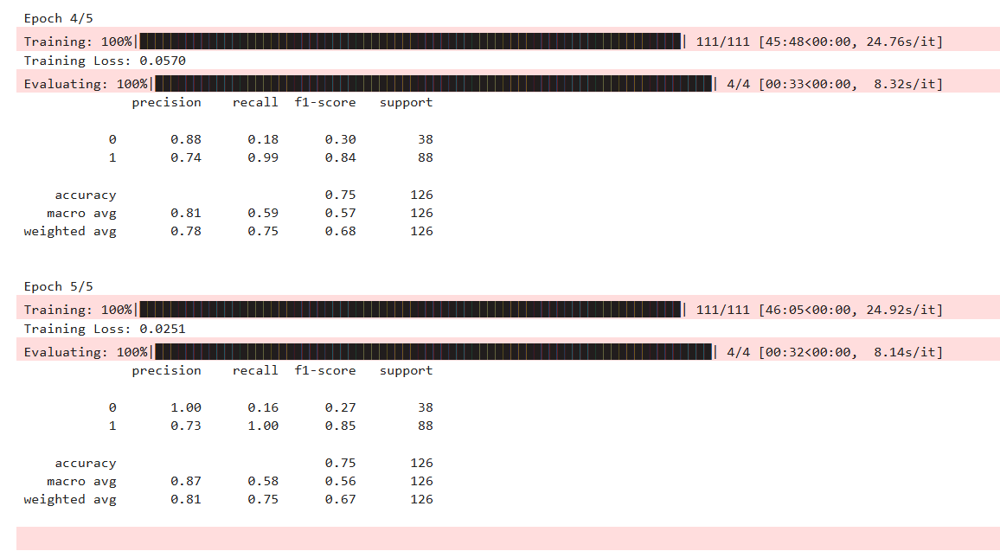 Epoch 4/5
Training: 100%| | 111/111 [45:48<00:00, 24.76s/it]
Training Loss: 0.0570
Evaluating: 100%| | 4/4 [00:33<00:00, 8.32s/it]
precision recall f1-score support
0 0.88 0.18 0.30 38
1 0.74 0.99 0.84 88
accuracy 0.75 126
macro avg 0.81 0.59 0.57 126
weighted avg 0.78 0.75 0.68 126
Epoch 5/5
Training: 100%| | 111/111 [46:05<00:00, 24.92s/it]
Training Loss: 0.0251
Evaluating: 100%| | 4/4 [00:32<00:00, 8.14s/it]
precision recall f1-score support
0 1.00 0.16 0.27 38
1 0.73 1.00 0.85 88
accuracy 0.75 126
macro avg 0.87 0.58 0.56 126
weighted avg 0.81 0.75 0.67 126